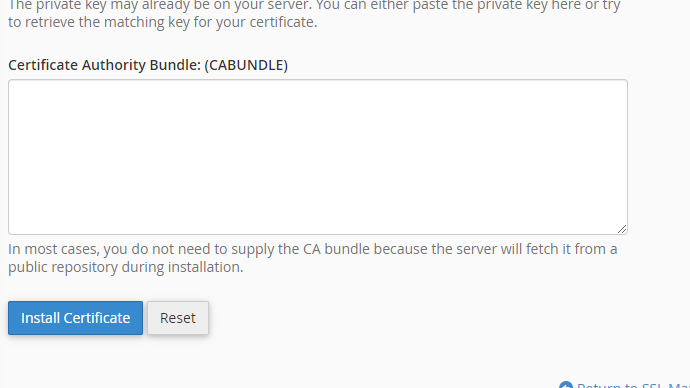 The private key may already be on your server. You can either paste the private key here or try
to retrieve the matching key for your certificate.
Certificate Authority Bundle: (CABUNDLE)
In most cases, you do not need to supply the CA bundle because the server will fetch it from a
public repository during installation.
Install Certificate Reset
Return to SSL Ma